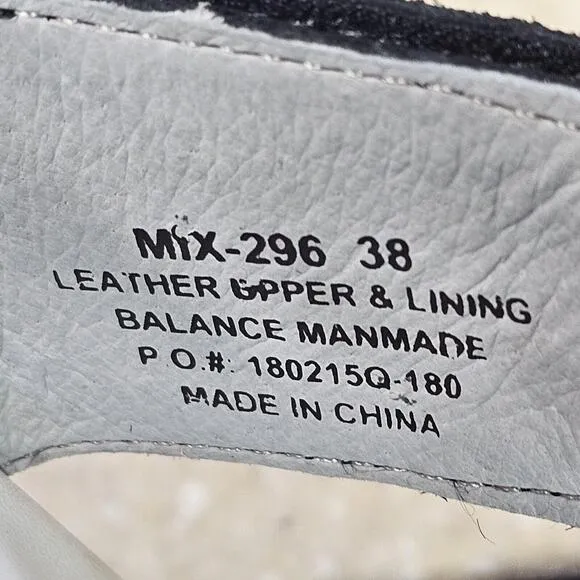 MIX-296 38
LEATHER UPPER & LINING
BALANCE MANMADE
P.O.#: 180215Q-180
MADE IN CHINA